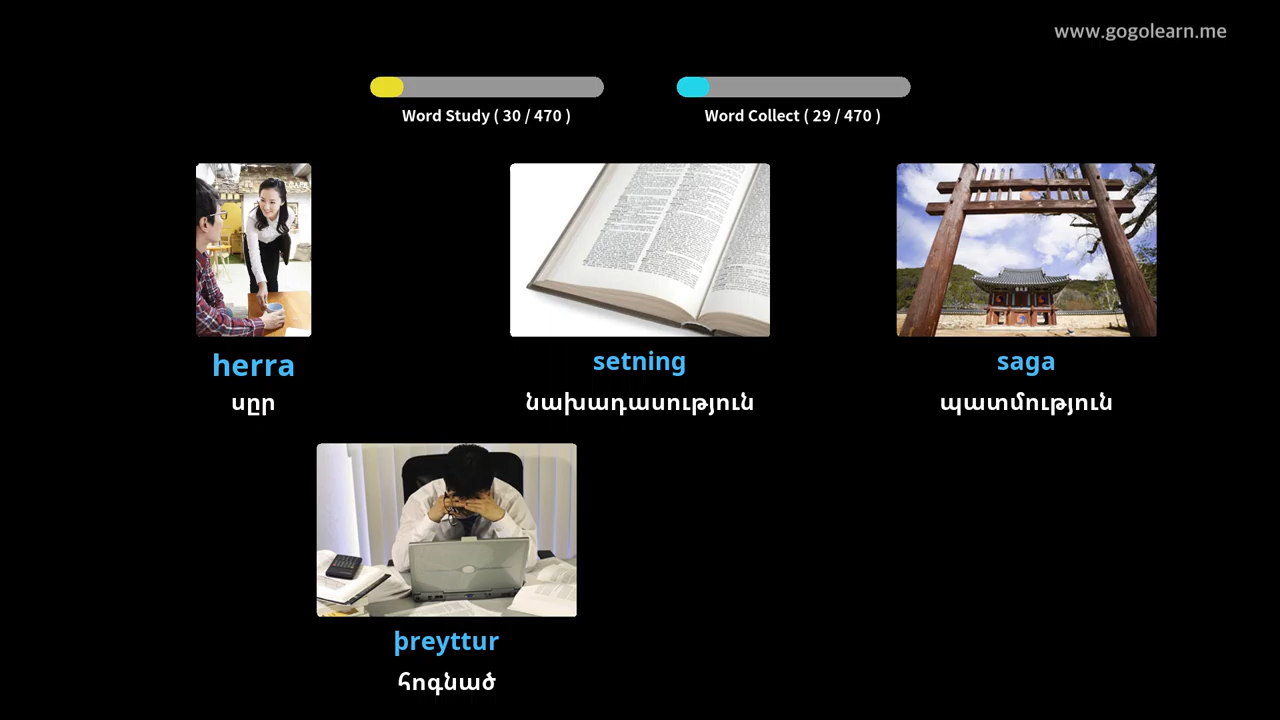 www.gogolearn.me
Word Study ( 30 / 470 )
Word Collect ( 29 / 470 )
herra
setning
saga
սըր
նախադասություն
պատմություն
þreyttur
հոգնած